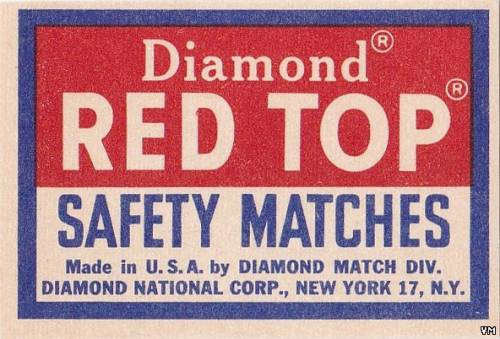 Diamond®
RED TOP®
SAFETY MATCHES
Made in U.S.A. by DIAMOND MATCH DIV.
DIAMOND NATIONAL CORP., NEW YORK 17, N.Y.
VM